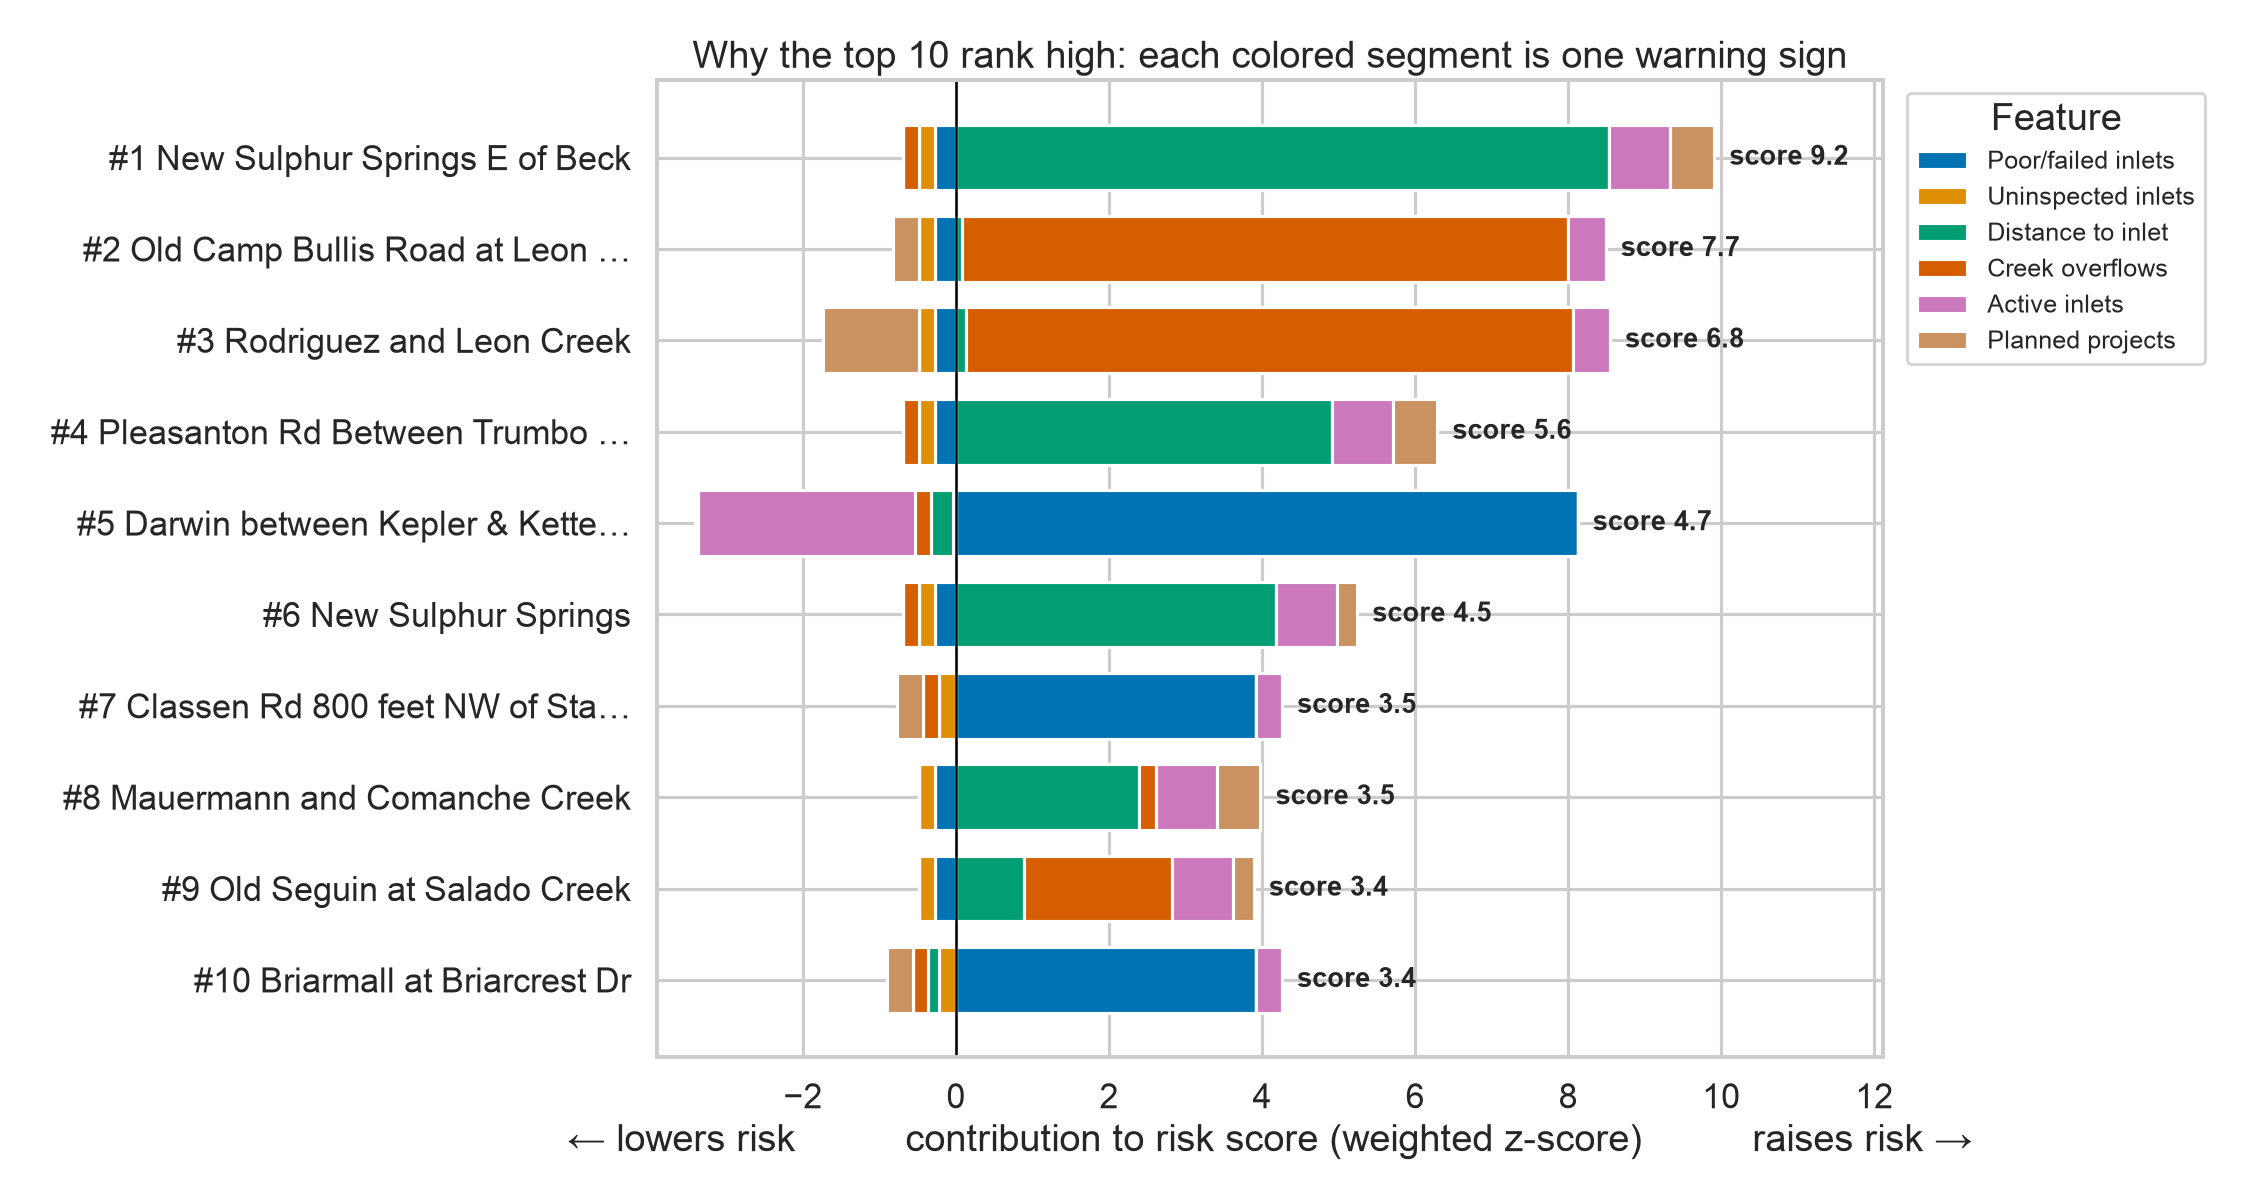 Why the top 10 rank high: each colored segment is one warning sign
#1 New Sulphur Springs E of Beck
score 9.2
#2 Old Camp Bullis Road at Leon …
score 7.7
#3 Rodriguez and Leon Creek
score 6.8
#4 Pleasanton Rd Between Trumbo …
score 5.6
#5 Darwin between Kepler & Kette…
score 4.7
#6 New Sulphur Springs
score 4.5
#7 Classen Rd 800 feet NW of Sta…
score 3.5
#8 Mauermann and Comanche Creek
score 3.5
#9 Old Seguin at Salado Creek
score 3.4
#10 Briarmall at Briarcrest Dr
score 3.4
−2 0 2 4 6 8 10 12
← lowers risk contribution to risk score (weighted z-score) raises risk →
Feature
Poor/failed inlets
Uninspected inlets
Distance to inlet
Creek overflows
Active inlets
Planned projects